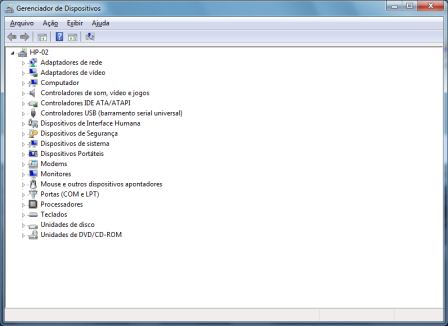 Gerenciador de Dispositivos
Arquivo Ação Exibir Ajuda
HP-02
Adaptadores de rede
Adaptadores de vídeo
Computador
Controladores de som, vídeo e jogos
Controladores IDE ATA/ATAPI
Controladores USB (barramento serial universal)
Dispositivos de Interface Humana
Dispositivos de Segurança
Dispositivos de sistema
Dispositivos Portáteis
Modems
Monitores
Mouse e outros dispositivos apontadores
Portas (COM e LPT)
Processadores
Teclados
Unidades de disco
Unidades de DVD/CD-ROM